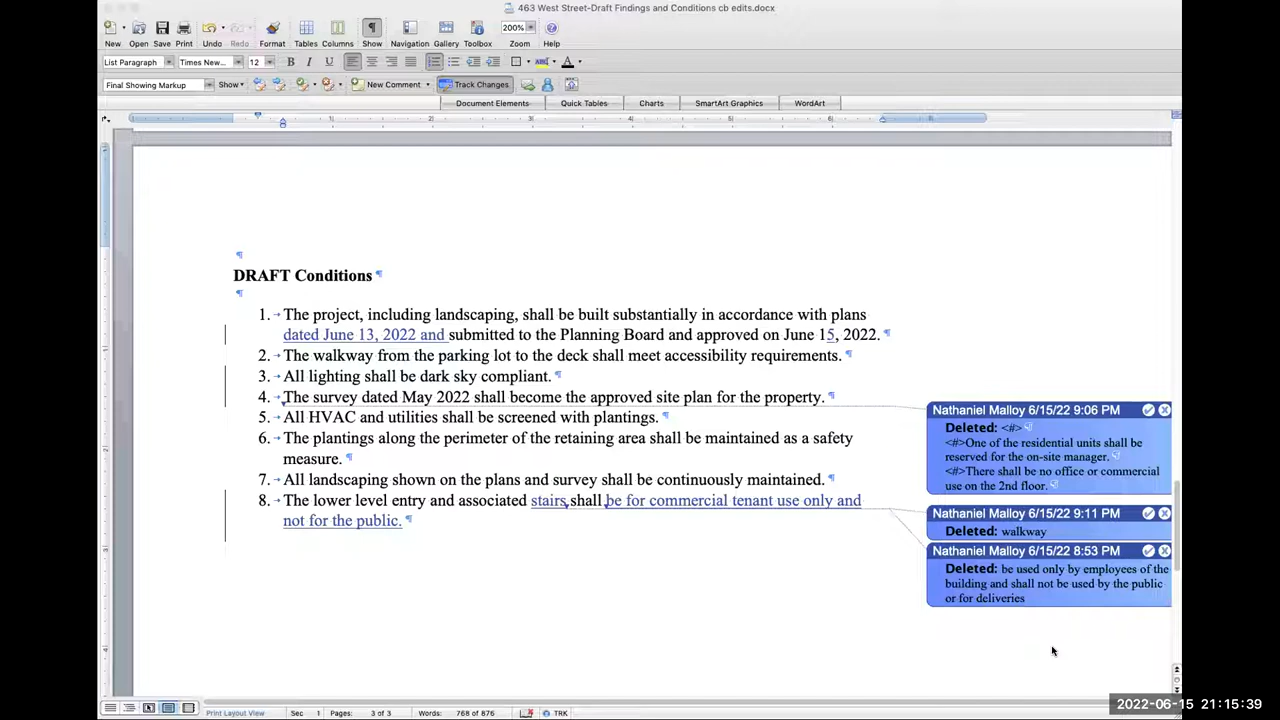 463 West Street-Draft Findings and Conditions cb edits.docx
New Open Save Print Undo Redo Format Tables Columns Show Navigation Gallery Toolbox Zoom Help
200%
List Paragraph Times New... 12 B I U
Final Showing Markup Show New Comment Track Changes
Document Elements Quick Tables Charts SmartArt Graphics WordArt
DRAFT Conditions
1. The project, including landscaping, shall be built substantially in accordance with plans
dated June 13, 2022 and submitted to the Planning Board and approved on June 15, 2022.
2. The walkway from the parking lot to the deck shall meet accessibility requirements.
3. All lighting shall be dark sky compliant.
4. The survey dated May 2022 shall become the approved site plan for the property.
5. All HVAC and utilities shall be screened with plantings.
6. The plantings along the perimeter of the retaining area shall be maintained as a safety
measure.
7. All landscaping shown on the plans and survey shall be continuously maintained.
8. The lower level entry and associated stairs shall be for commercial tenant use only and
not for the public.
Nathaniel Malloy 6/15/22 9:06 PM
Deleted: <#>
<#>One of the residential units shall be
reserved for the on-site manager.
<#>There shall be no office or commercial
use on the 2nd floor.
Nathaniel Malloy 6/15/22 9:11 PM
Deleted: walkway
Nathaniel Malloy 6/15/22 8:53 PM
Deleted: be used only by employees of the
building and shall not be used by the public
or for deliveries
Print Layout View Sec 1 Pages: 3 of 3 Words: 768 of 876 TRK
2022-06-15 21:15:39